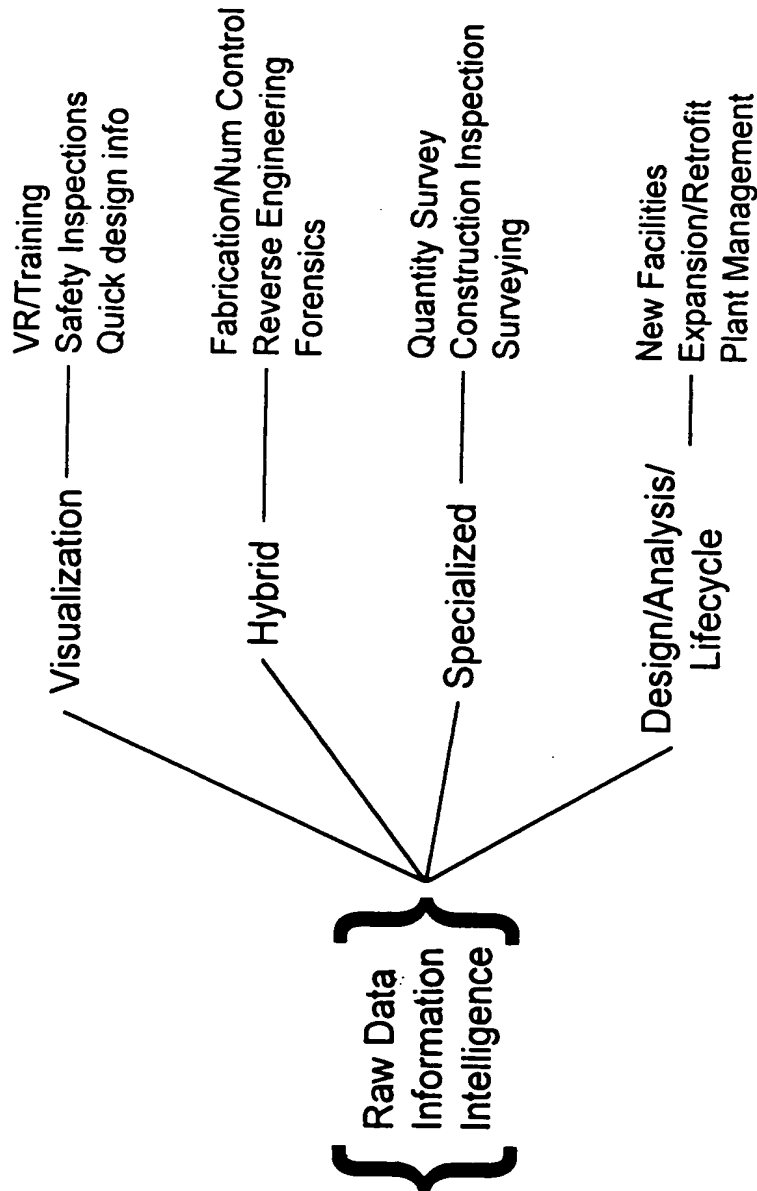 Raw Data
Information
Intelligence
Visualization
VR/Training
Safety Inspections
Quick design info
Hybrid
Fabrication/Num Control
Reverse Engineering
Forensics
Specialized
Quantity Survey
Construction Inspection
Surveying
Design/Analysis/
Lifecycle
New Facilities
Expansion/Retrofit
Plant Management